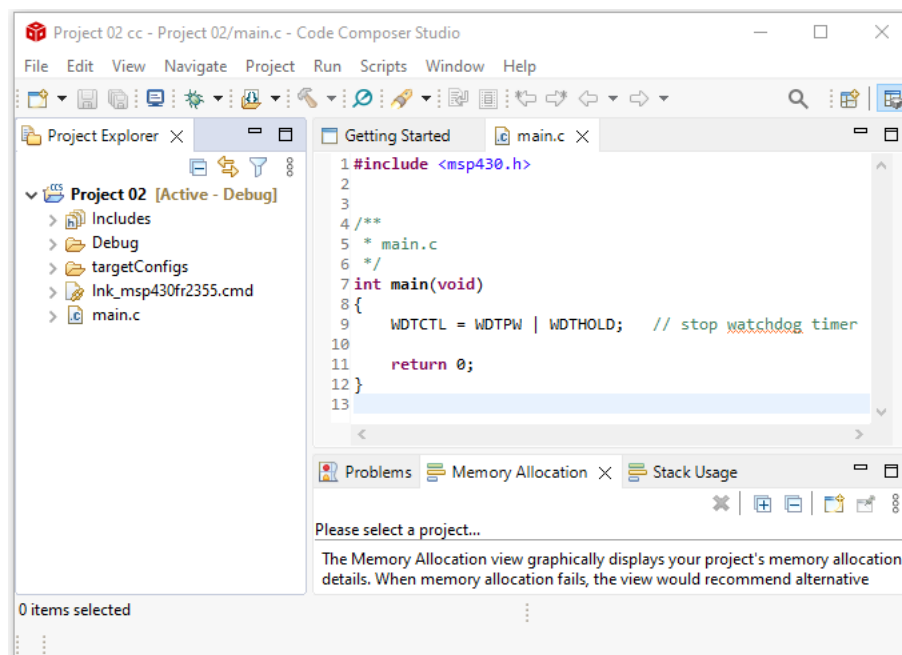 Project 02 cc - Project 02/main.c - Code Composer Studio
File Edit View Navigate Project Run Scripts Window Help
Project Explorer
CCS
Project 02 [Active - Debug]
Includes
Debug
targetConfigs
lnk_msp430fr2355.cmd
main.c
Getting Started
main.c
1 #include <msp430.h>
2
3
4 /**
5  * main.c
6  */
7 int main(void)
8 {
9     WDTCTL = WDTPW | WDTHOLD;   // stop watchdog timer
10
11     return 0;
12 }
13
Problems Memory Allocation Stack Usage
Please select a project...
The Memory Allocation view graphically displays your project's memory allocation
details. When memory allocation fails, the view would recommend alternative
0 items selected